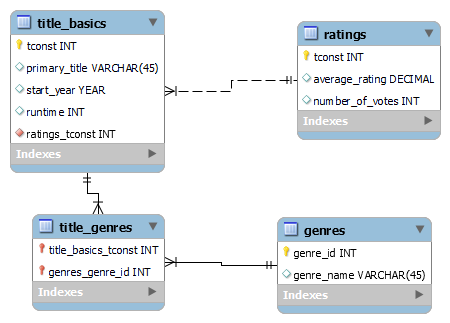 title_basics
tconst INT
primary_title VARCHAR(45)
start_year YEAR
runtime INT
ratings_tconst INT
Indexes
ratings
tconst INT
average_rating DECIMAL
number_of_votes INT
Indexes
title_genres
title_basics_tconst INT
genres_genre_id INT
Indexes
genres
genre_id INT
genre_name VARCHAR(45)
Indexes